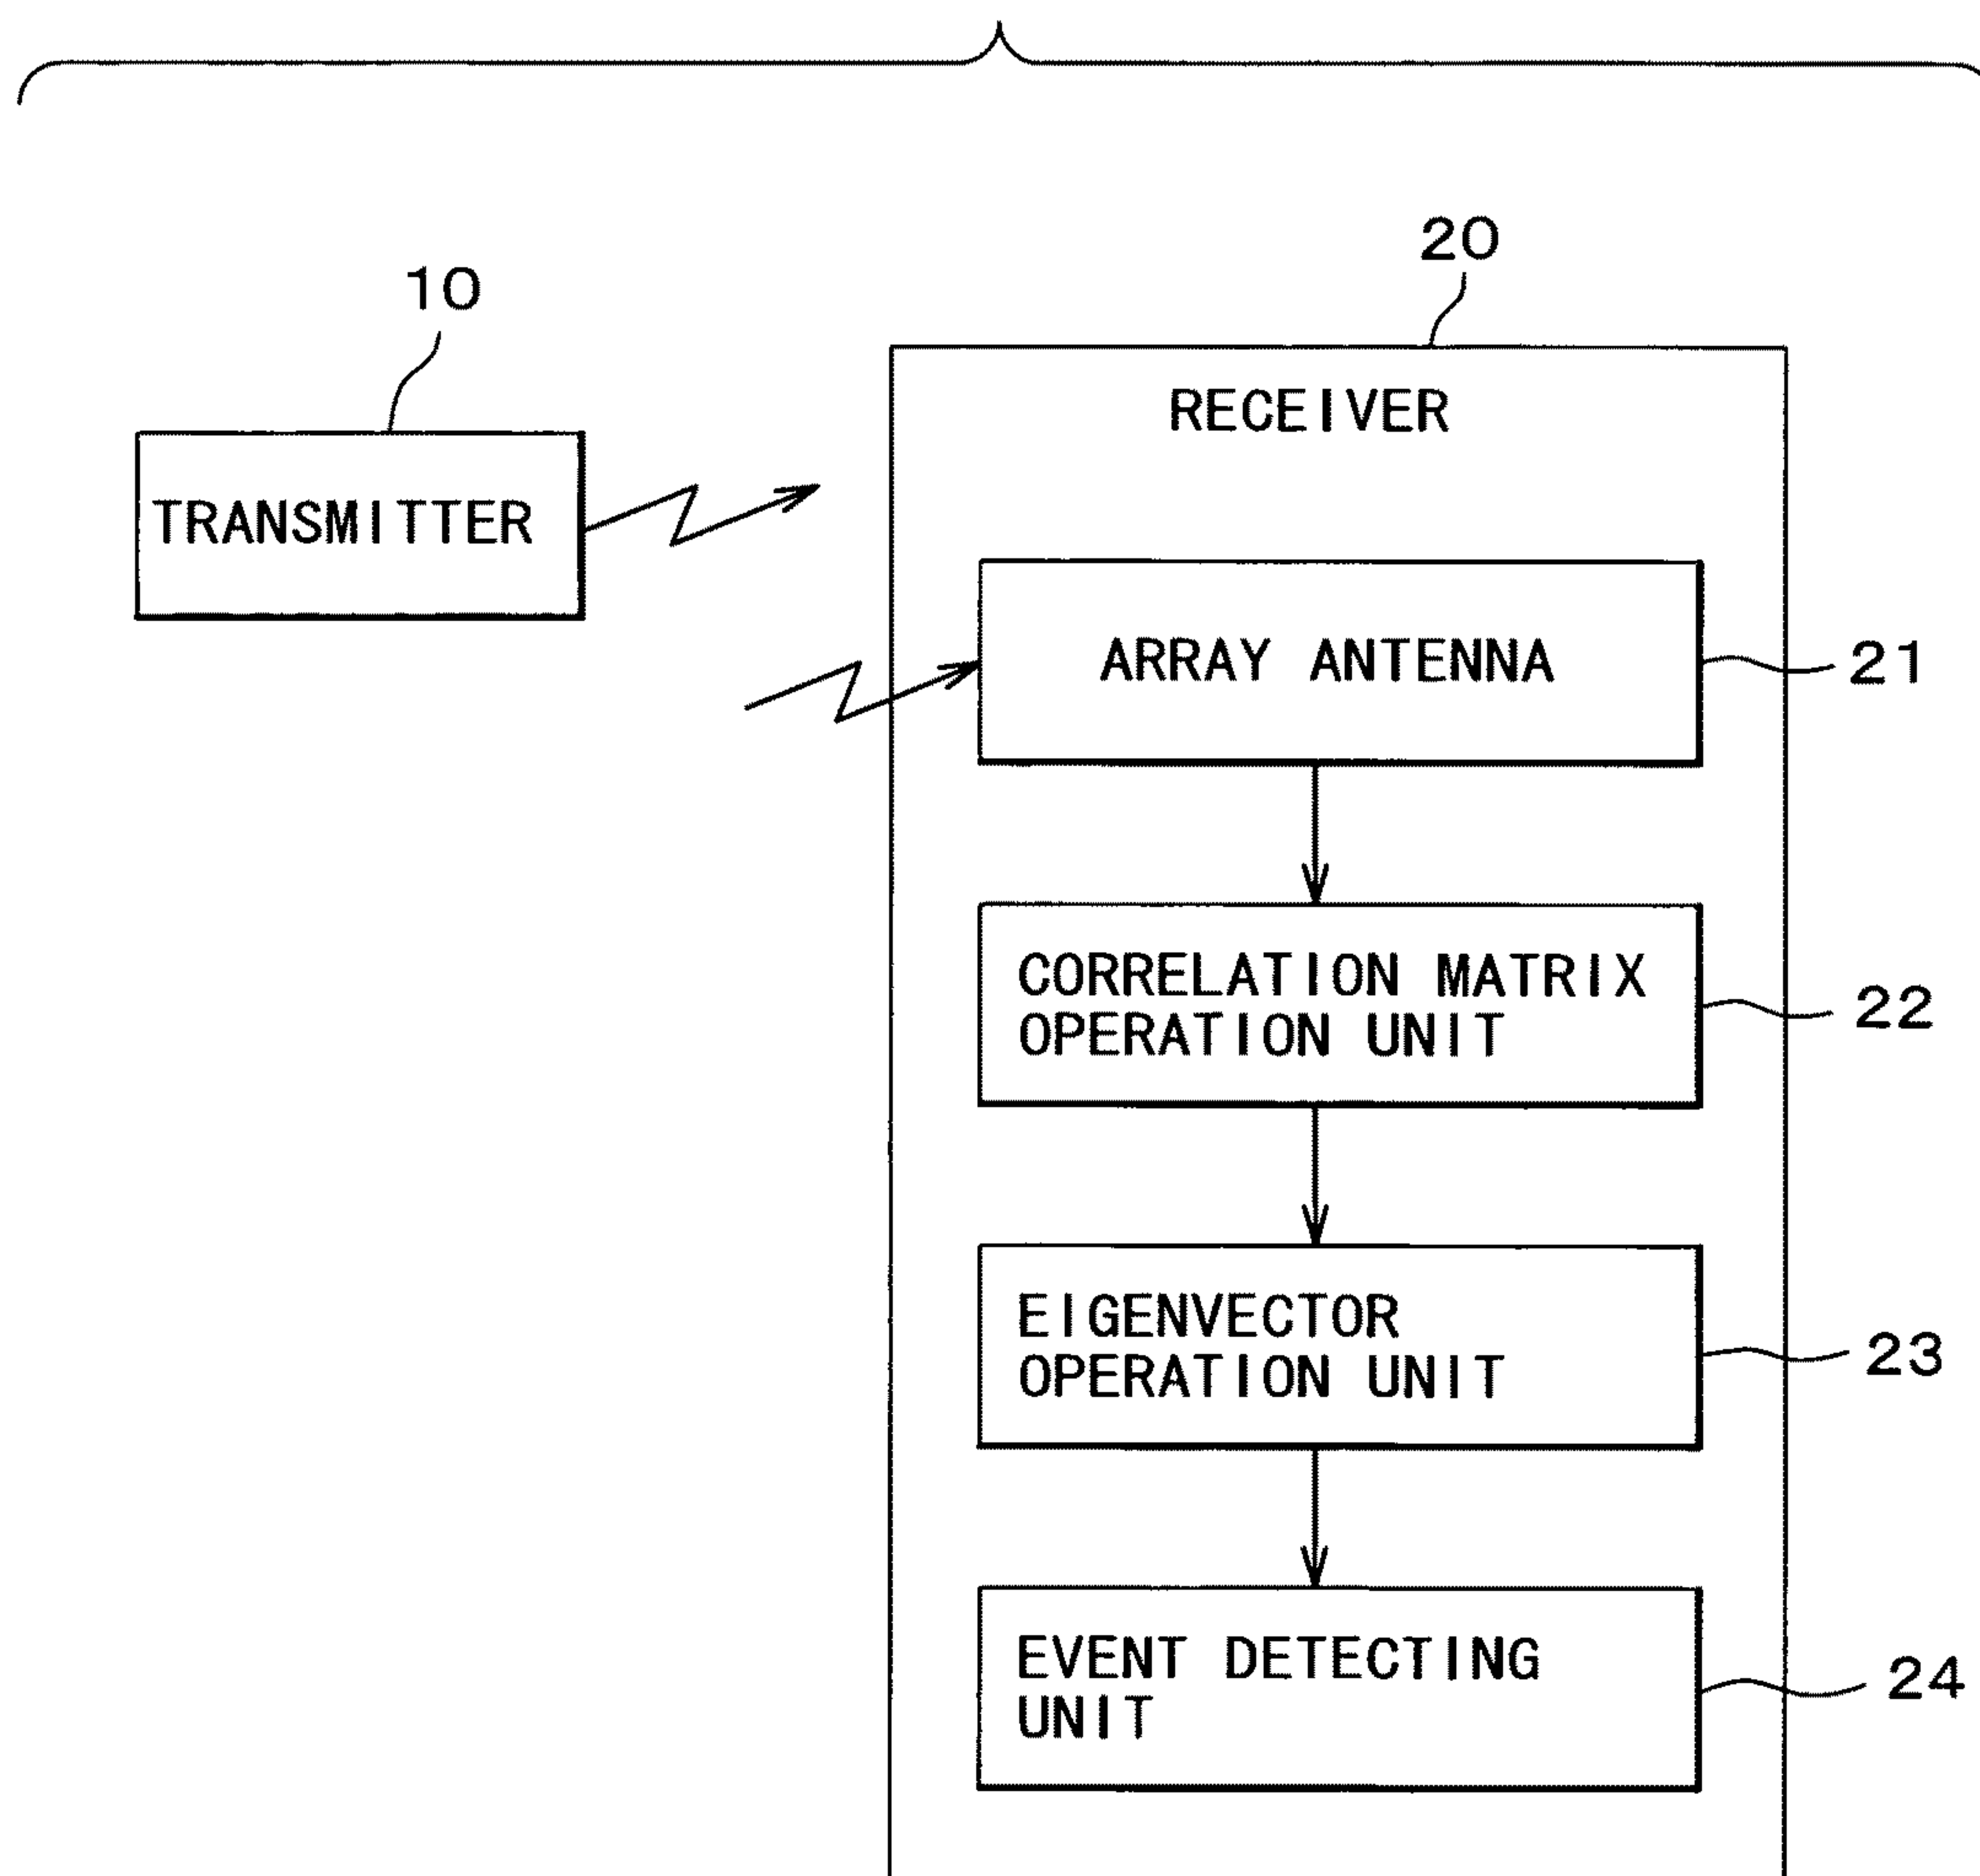 20
10
RECEIVER
TRANSMITTER
ARRAY ANTENNA
21
CORRELATION MATRIX
OPERATION UNIT
22
EIGENVECTOR
OPERATION UNIT
23
EVENT DETECTING
UNIT
24